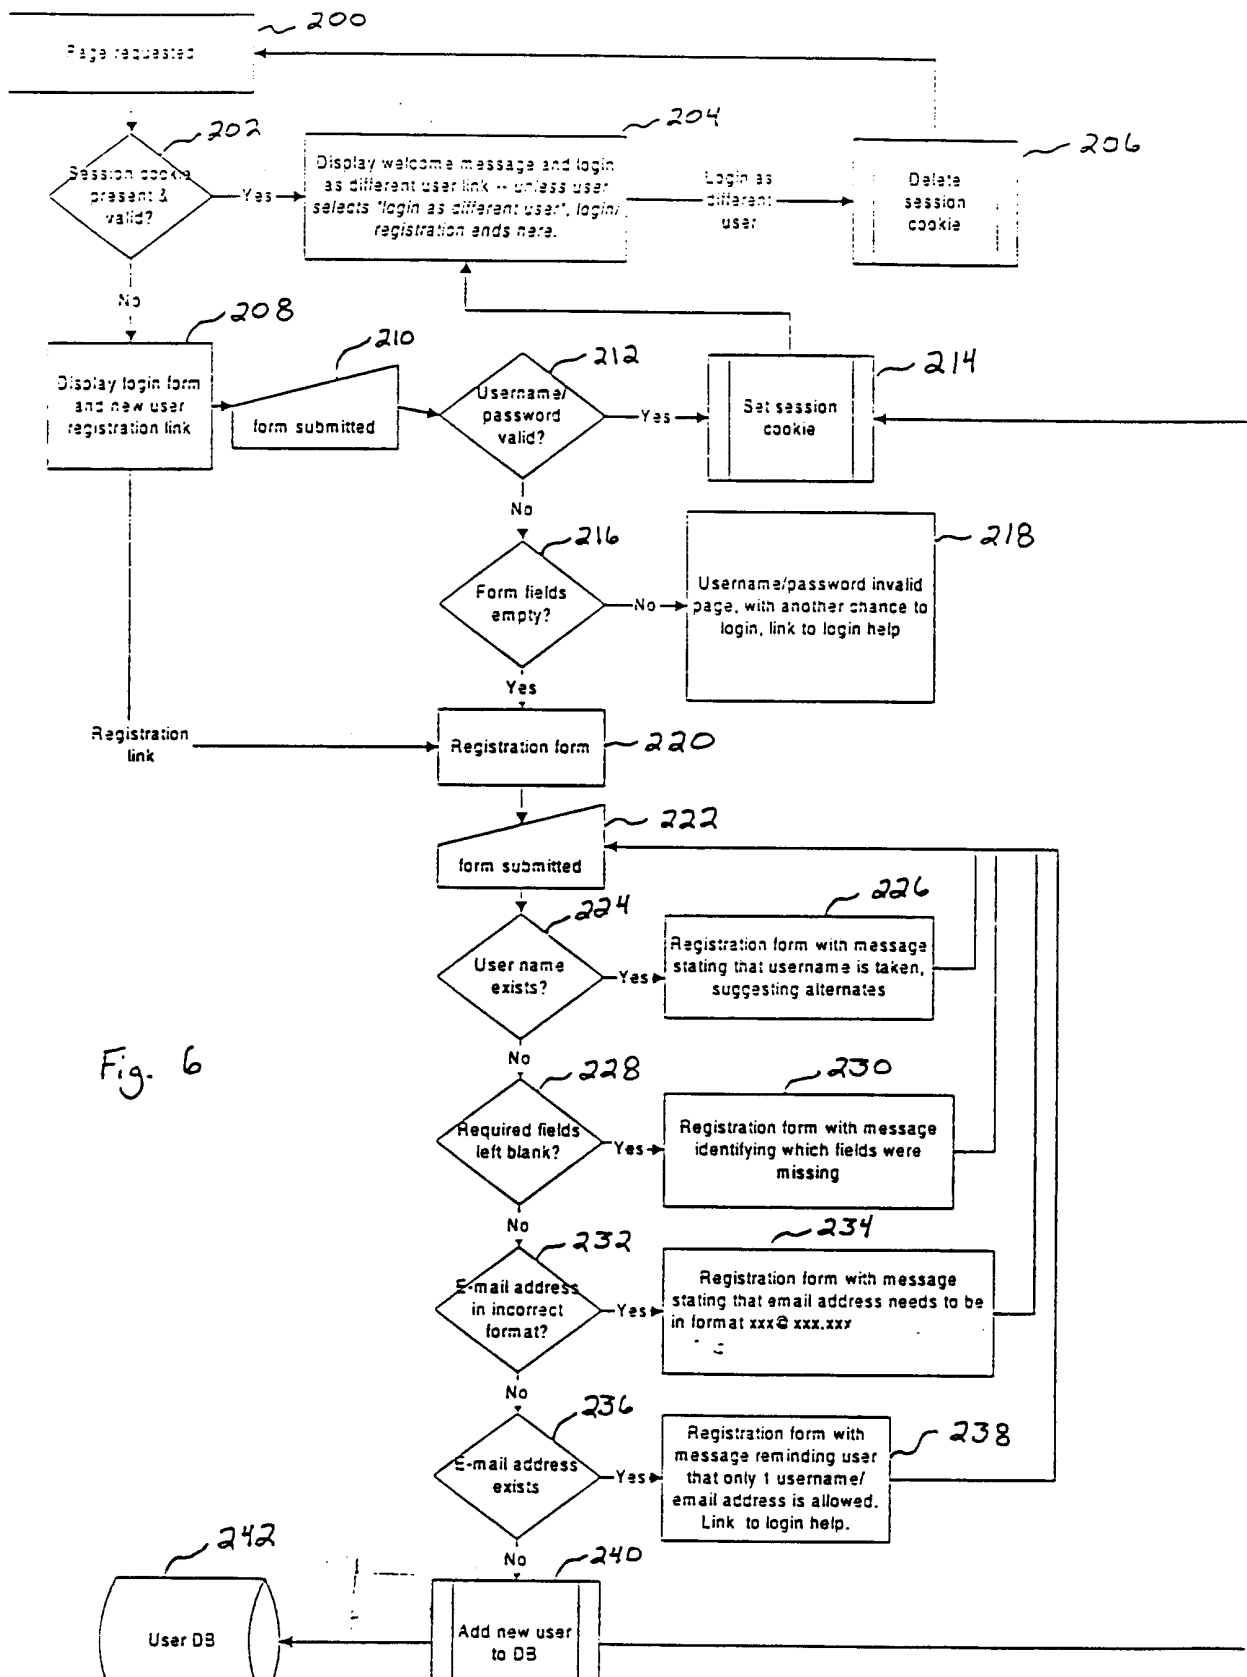 200
Page requested
202
204
206
Session cookie
present &
valid?
Yes
Display welcome message and login
as different user link -- unless user
selects "login as different user", login/
registration ends here.
Login as
different
user
Delete
session
cookie
No
208
210
212
214
Display login form
and new user
registration link
form submitted
Username/
password
valid?
Yes
Set session
cookie
No
216
218
Form fields
empty?
No
Username/password invalid
page, with another chance to
login, link to login help
Yes
Registration
link
Registration form
220
222
form submitted
224
226
User name
exists?
Yes
Registration form with message
stating that username is taken,
suggesting alternates
No
Fig. 6
228
230
Required fields
left blank?
Yes
Registration form with message
identifying which fields were
missing
No
232
234
E-mail address
in incorrect
format?
Yes
Registration form with message
stating that email address needs to be
in format xxx@xxx.xxx
No
236
238
E-mail address
exists
Yes
Registration form with
message reminding user
that only 1 username/
email address is allowed.
Link to login help.
No
240
242
User DB
Add new user
to DB